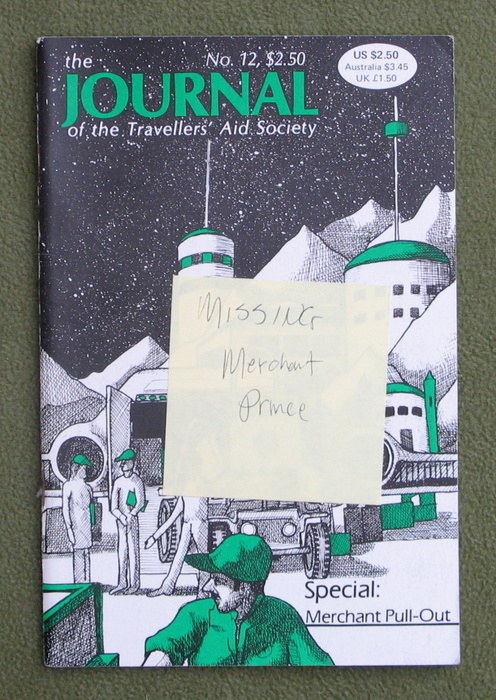 the No. 12, $2.50
JOURNAL
of the Travellers' Aid Society
US $2.50
Australia $3.45
UK £1.50
MISSING
Merchant
Prince
Special:
Merchant Pull-Out